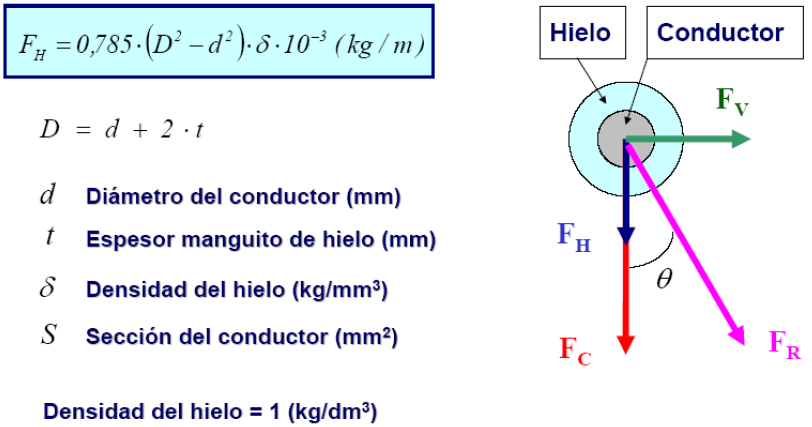 F_H = 0,785 · (D² − d²) · δ · 10⁻³ (kg / m)
D = d + 2 · t
d Diámetro del conductor (mm)
t Espesor manguito de hielo (mm)
δ Densidad del hielo (kg/mm³)
S Sección del conductor (mm²)
Densidad del hielo = 1 (kg/dm³)
Hielo
Conductor
F_V
F_H
θ
F_C
F_R